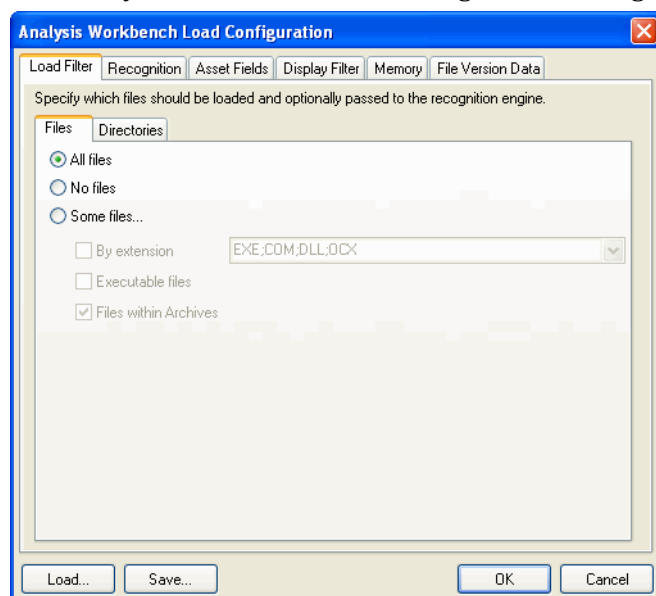 Analysis Workbench Load Configuration
Load Filter Recognition Asset Fields Display Filter Memory File Version Data
Specify which files should be loaded and optionally passed to the recognition engine.
Files Directories
All files
No files
Some files...
By extension EXE;COM;DLL;OCX
Executable files
Files within Archives
Load... Save... OK Cancel